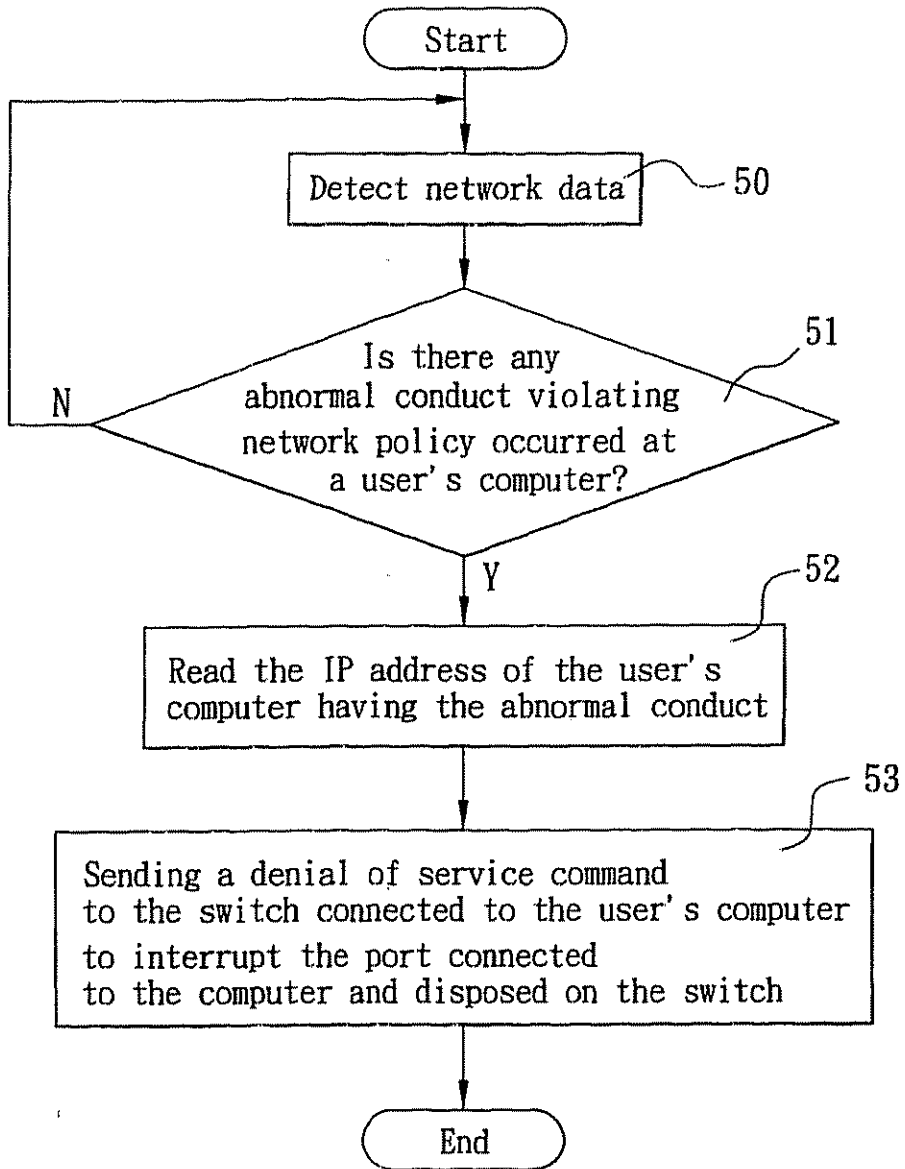 Start
Detect network data
50
51
Is there any
abnormal conduct violating
network policy occurred at
a user's computer?
N
Y
52
Read the IP address of the user's
computer having the abnormal conduct
53
Sending a denial of service command
to the switch connected to the user's computer
to interrupt the port connected
to the computer and disposed on the switch
End